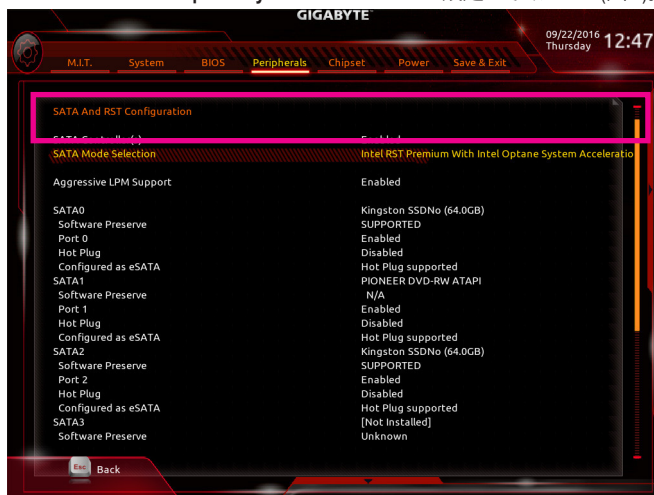 GIGABYTE
09/22/2016 12:47
Thursday
M.I.T. System BIOS Peripherals Chipset Power Save & Exit
SATA And RST Configuration
SATA Mode Selection Intel RST Premium With Intel Optane System Acceleratio
Aggressive LPM Support Enabled
SATA0 Kingston SSDNo (64.0GB)
Software Preserve SUPPORTED
Port 0 Enabled
Hot Plug Disabled
Configured as eSATA Hot Plug supported
SATA1 PIONEER DVD-RW ATAPI
Software Preserve N/A
Port 1 Enabled
Hot Plug Disabled
Configured as eSATA Hot Plug supported
SATA2 Kingston SSDNo (64.0GB)
Software Preserve SUPPORTED
Port 2 Enabled
Hot Plug Disabled
Configured as eSATA Hot Plug supported
SATA3 [Not Installed]
Software Preserve Unknown
Esc Back